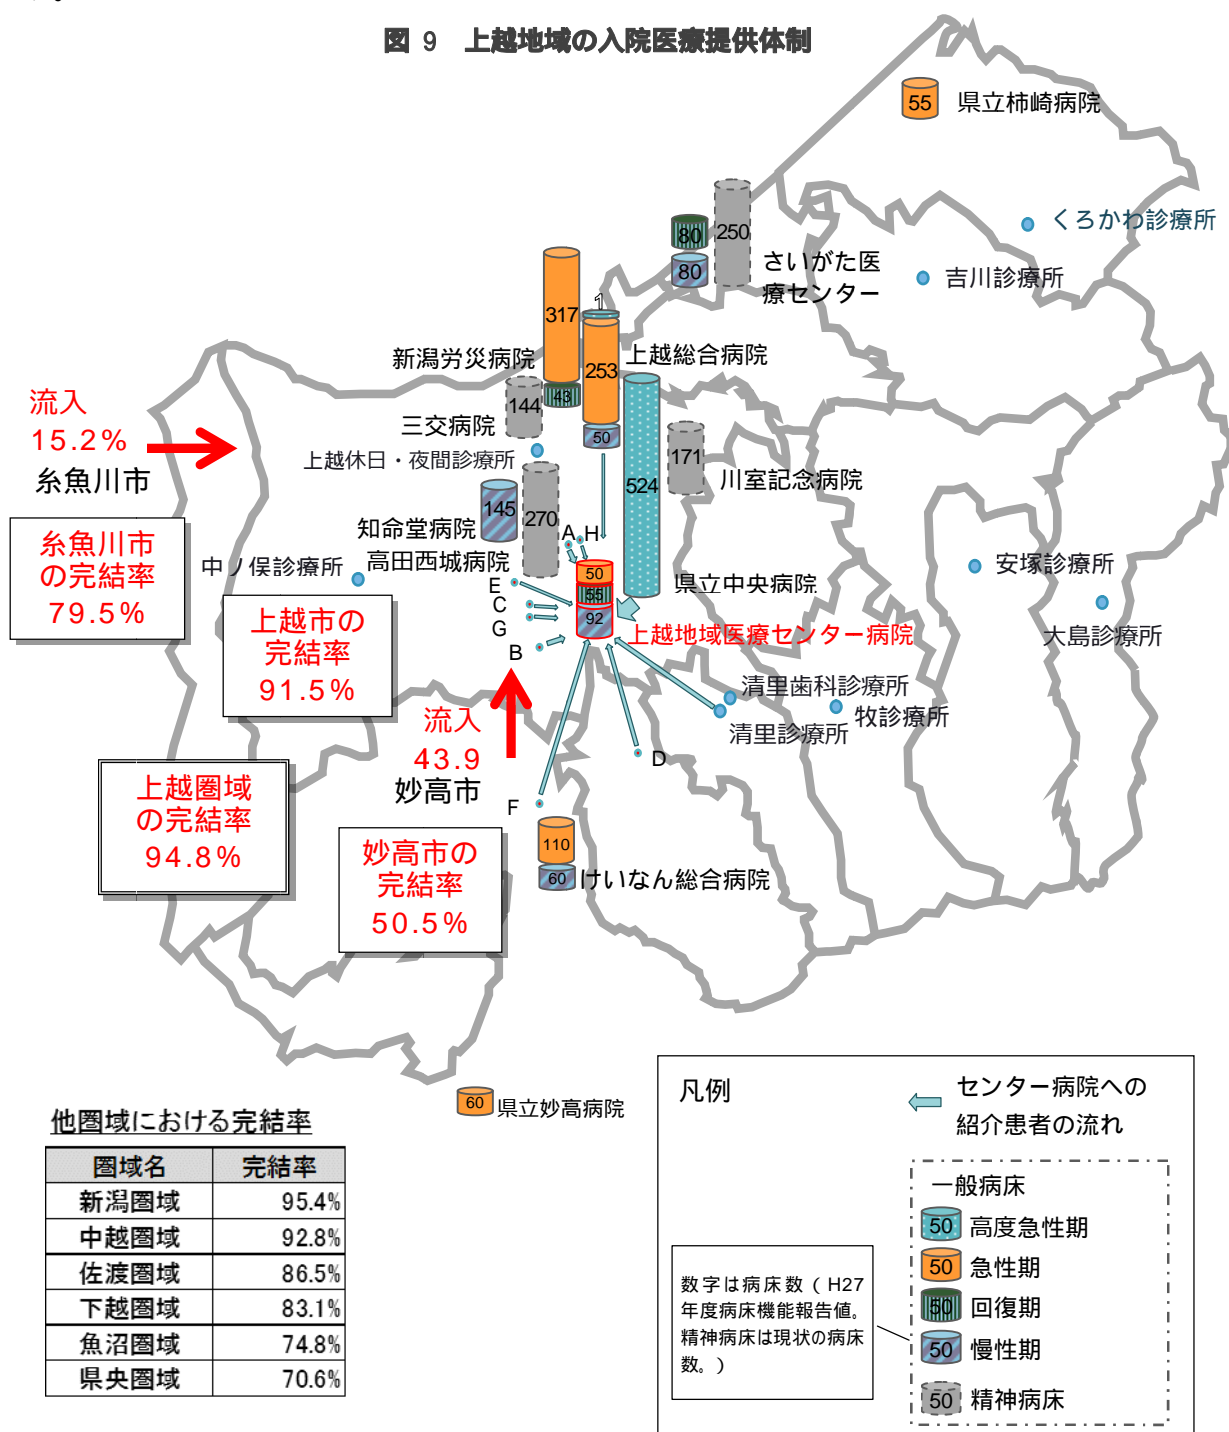 図 9 上越地域の入院医療提供体制
55
県立柿崎病院
くろかわ診療所
吉川診療所
80
80
250
さいがた医
療センター
317
43
新潟労災病院
1
253
50
上越総合病院
144
三交病院
上越休日・夜間診療所
流入
15.2%
糸魚川市
糸魚川市
の完結率
79.5%
524
県立中央病院
171
川室記念病院
145
知命堂病院
270
高田西城病院
中ノ俣診療所
A
H
E
C
G
B
50
55
92
上越地域医療センター病院
安塚診療所
大島診療所
上越市の
完結率
91.5%
清里歯科診療所
清里診療所
牧診療所
流入
43.9
妙高市
D
F
上越圏域
の完結率
94.8%
妙高市の
完結率
50.5%
110
60
けいなん総合病院
60
県立妙高病院
他圏域における完結率
圏域名 完結率
新潟圏域 95.4%
中越圏域 92.8%
佐渡圏域 86.5%
下越圏域 83.1%
魚沼圏域 74.8%
県央圏域 70.6%
凡例
センター病院への
紹介患者の流れ
一般病床
50 高度急性期
50 急性期
50 回復期
50 慢性期
50 精神病床
数字は病床数（H27
年度病床機能報告値。
精神病床は現状の病床
数。）